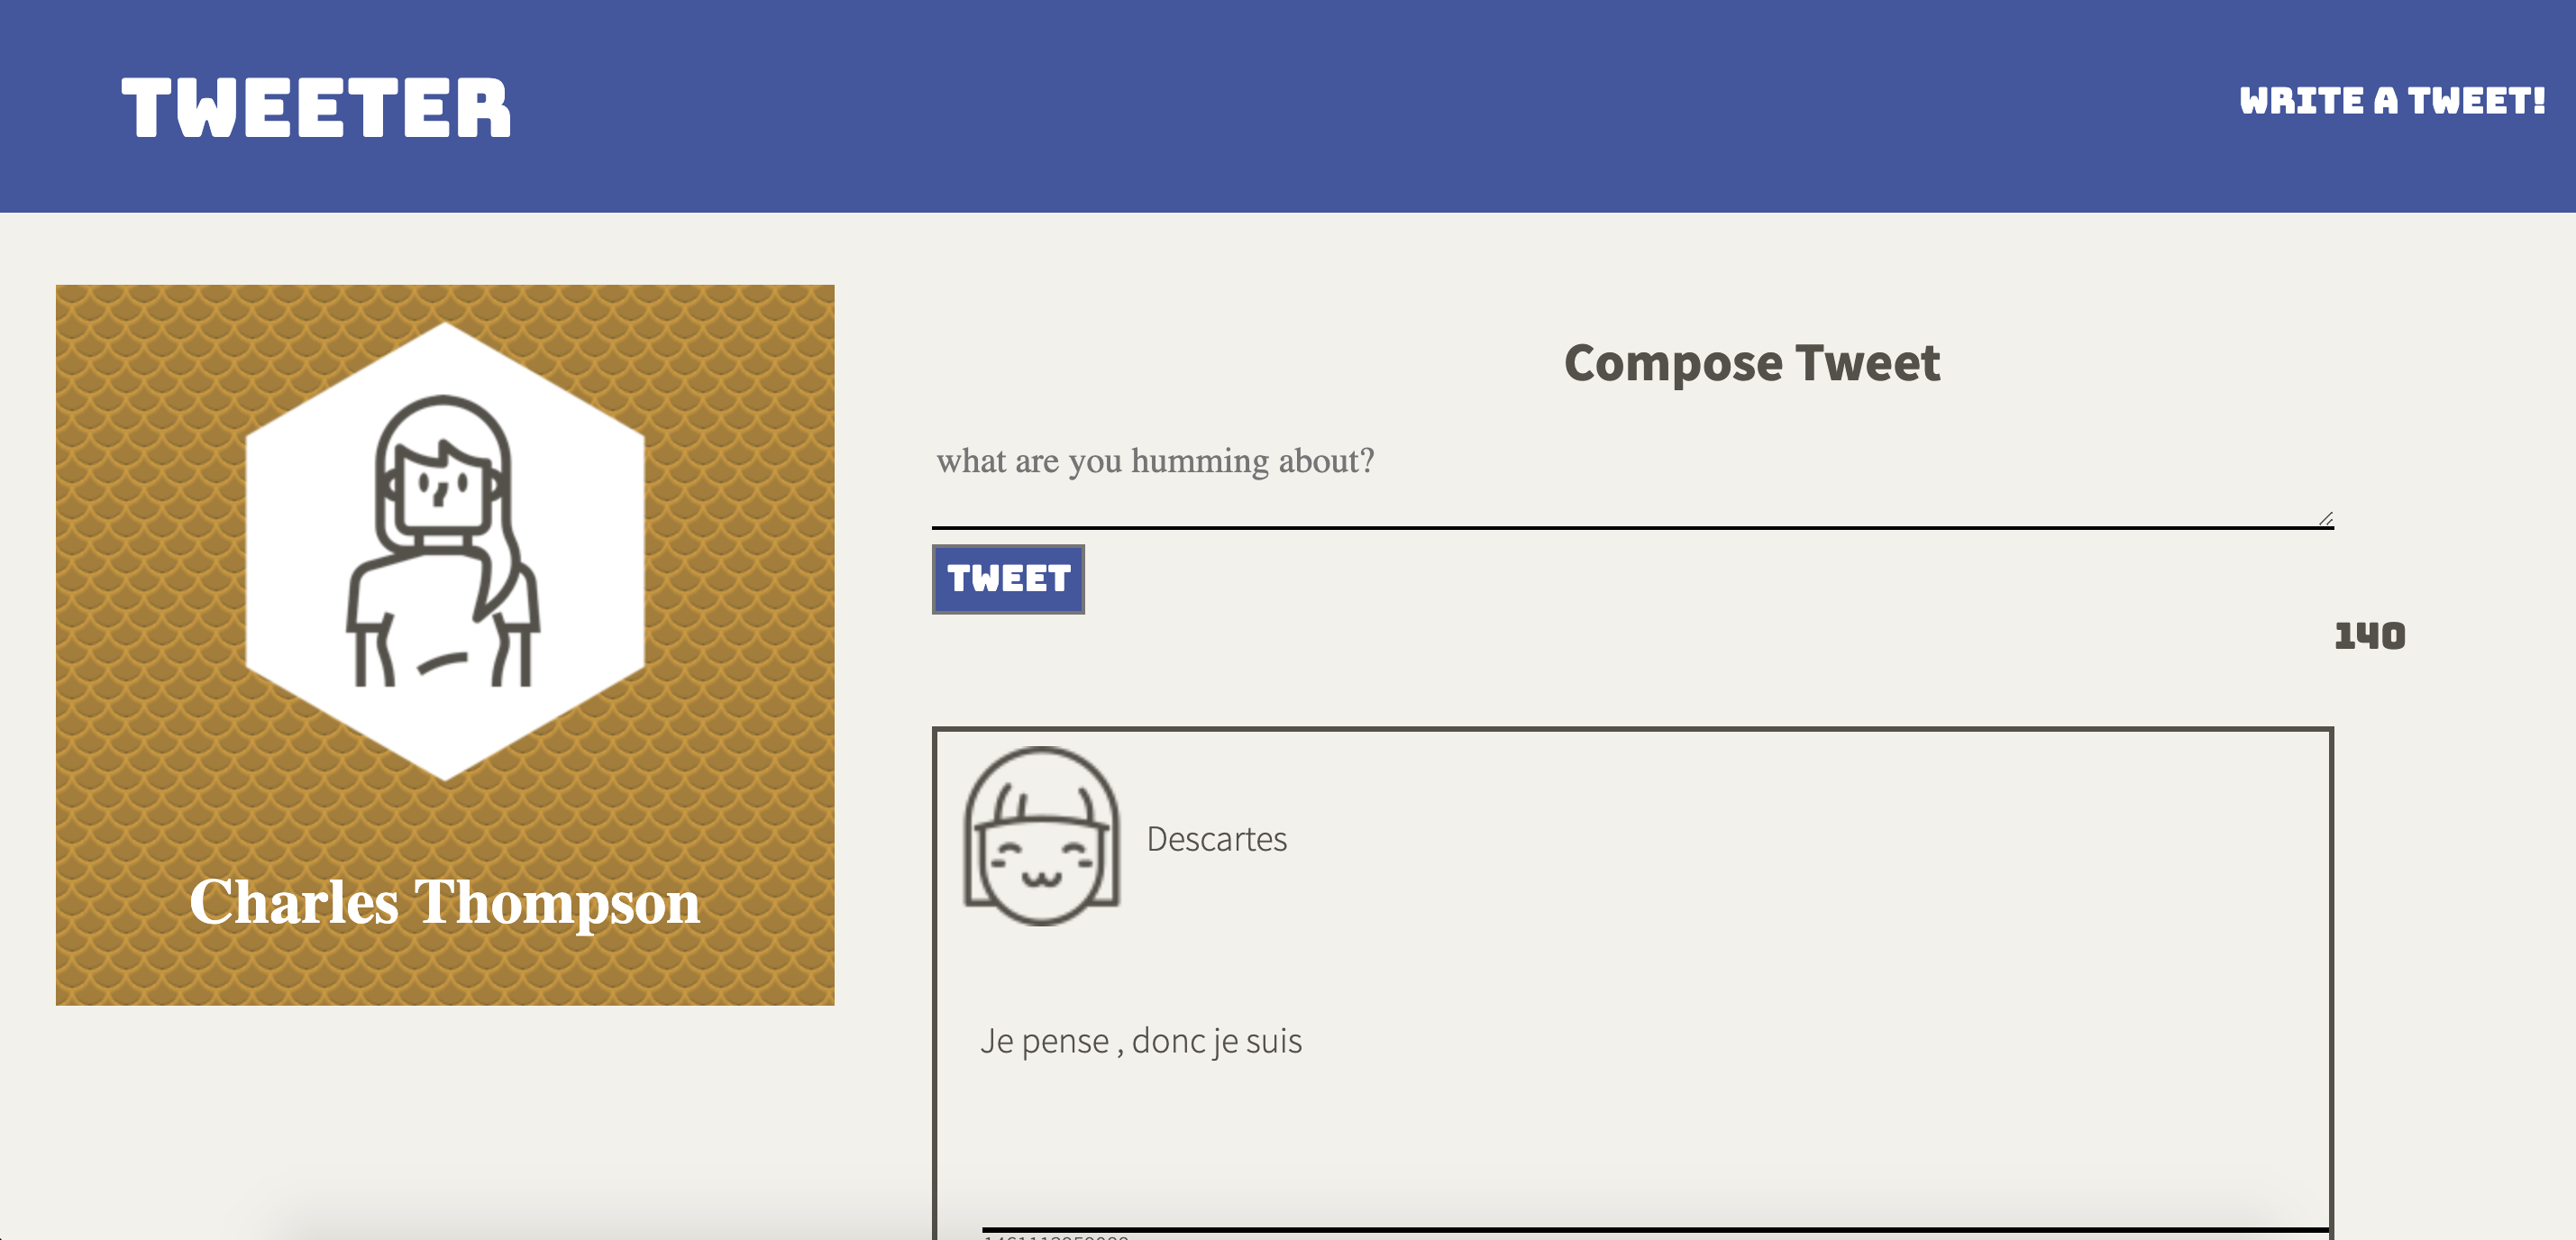 TWEETER
WRITE A TWEET!
Charles Thompson
Compose Tweet
what are you humming about?
TWEET
140
Descartes
Je pense , donc je suis